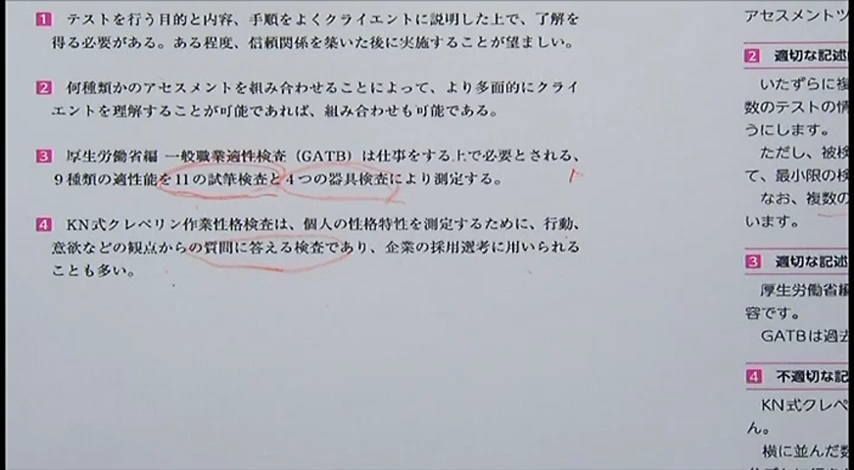 1 テストを行う目的と内容、手順をよくクライエントに説明した上で、了解を
得る必要がある。ある程度、信頼関係を築いた後に実施することが望ましい。
2 何種類かのアセスメントを組み合わせることによって、より多面的にクライ
エントを理解することが可能であれば、組み合わせも可能である。
3 厚生労働省編 一般職業適性検査（GATB）は仕事をする上で必要とされる、
9種類の適性能を11の試筆検査と4つの器具検査により測定する。
4 KN式クレペリン作業性格検査は、個人の性格特性を測定するために、行動、
意欲などの観点からの質問に答える検査であり、企業の採用選考に用いられる
ことも多い。
アセスメントツ
2 適切な記述
いたずらに複
数のテストの情
うにします。
ただし、被検
て、最小限の検
なお、複数の
います。
3 適切な記述
厚生労働省編
容です。
GATBは過去
4 不適切な記
KN式クレペ
ん。
横に並んだ数